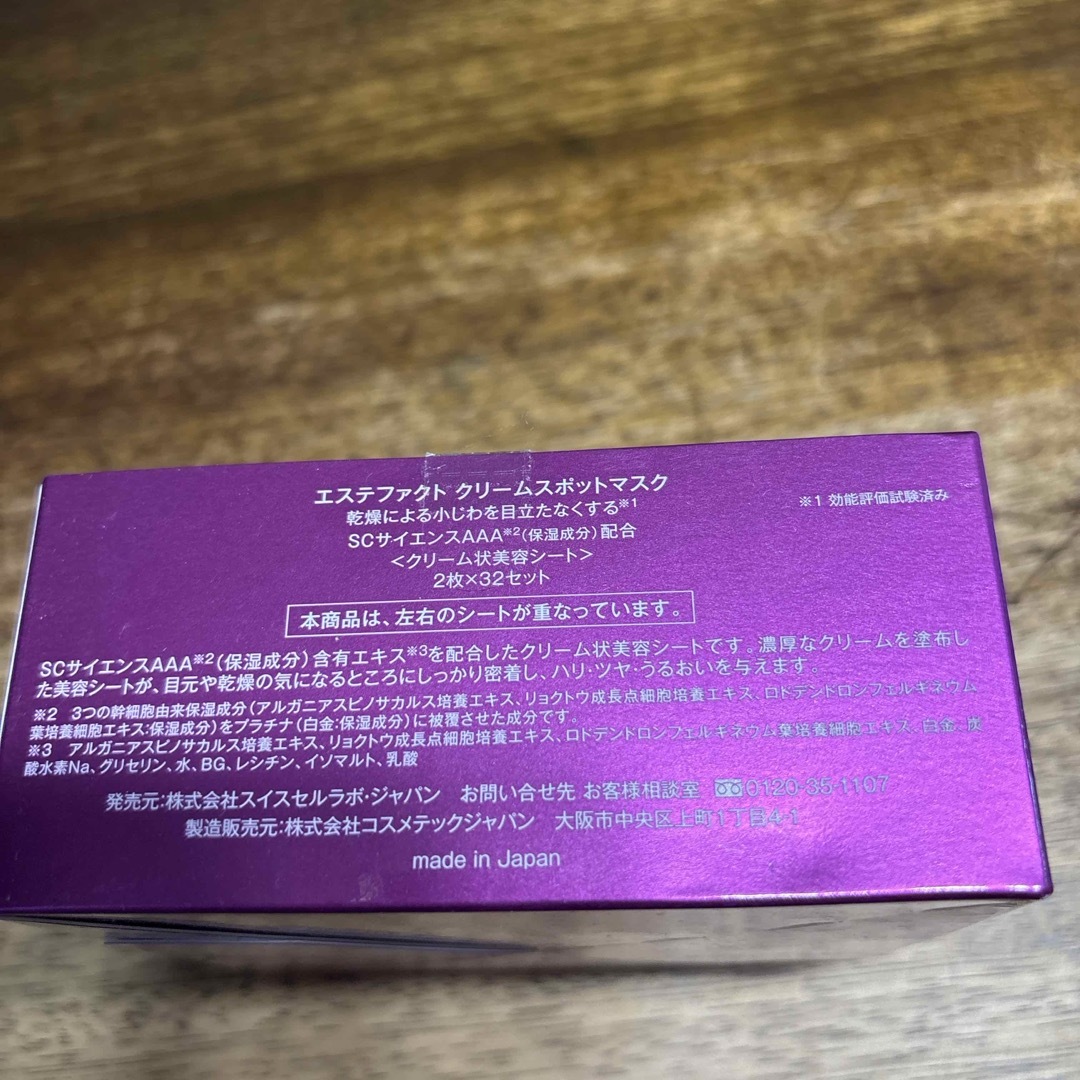 エステファクト クリームスポットマスク
乾燥による小じわを目立たなくする※1
※1 効能評価試験済み
SCサイエンスAAA※2(保湿成分)配合
<クリーム状美容シート>
2枚×32セット
本商品は、左右のシートが重なっています。
SCサイエンスAAA※2(保湿成分)含有エキス※3を配合したクリーム状美容シートです。濃厚なクリームを塗布し
た美容シートが、目元や乾燥の気になるところにしっかり密着し、ハリ・ツヤ・うるおいを与えます。
※2 3つの幹細胞由来保湿成分(アルガニアスピノサカルス培養エキス、リョクトウ成長点細胞培養エキス、ロドデンドロンフェルギネウム
葉培養細胞エキス:保湿成分)をプラチナ(白金:保湿成分)に被覆させた成分です。
※3 アルガニアスピノサカルス培養エキス、リョクトウ成長点細胞培養エキス、ロドデンドロンフェルギネウム葉培養細胞エキス、白金、炭
酸水素Na、グリセリン、水、BG、レシチン、イソマルト、乳酸
発売元:株式会社スイスセルラボ・ジャパン お問い合せ先 お客様相談室 0120-35-1107
製造販売元:株式会社コスメテックジャパン 大阪市中央区上町1丁目4-1
made in Japan